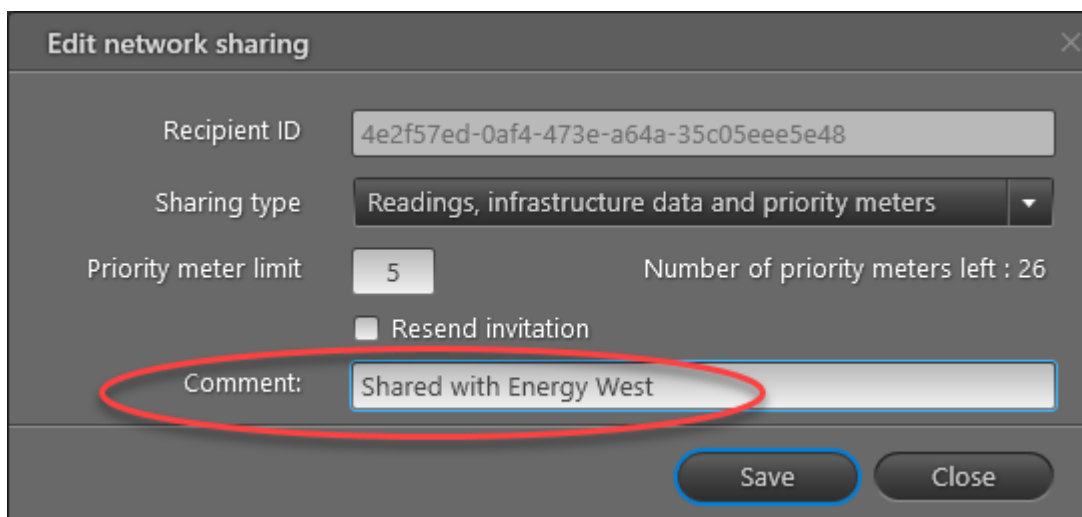 Edit network sharing
Recipient ID 4e2f57ed-0af4-473e-a64a-35c05eee5e48
Sharing type Readings, infrastructure data and priority meters
Priority meter limit 5 Number of priority meters left : 26
Resend invitation
Comment: Shared with Energy West
Save Close